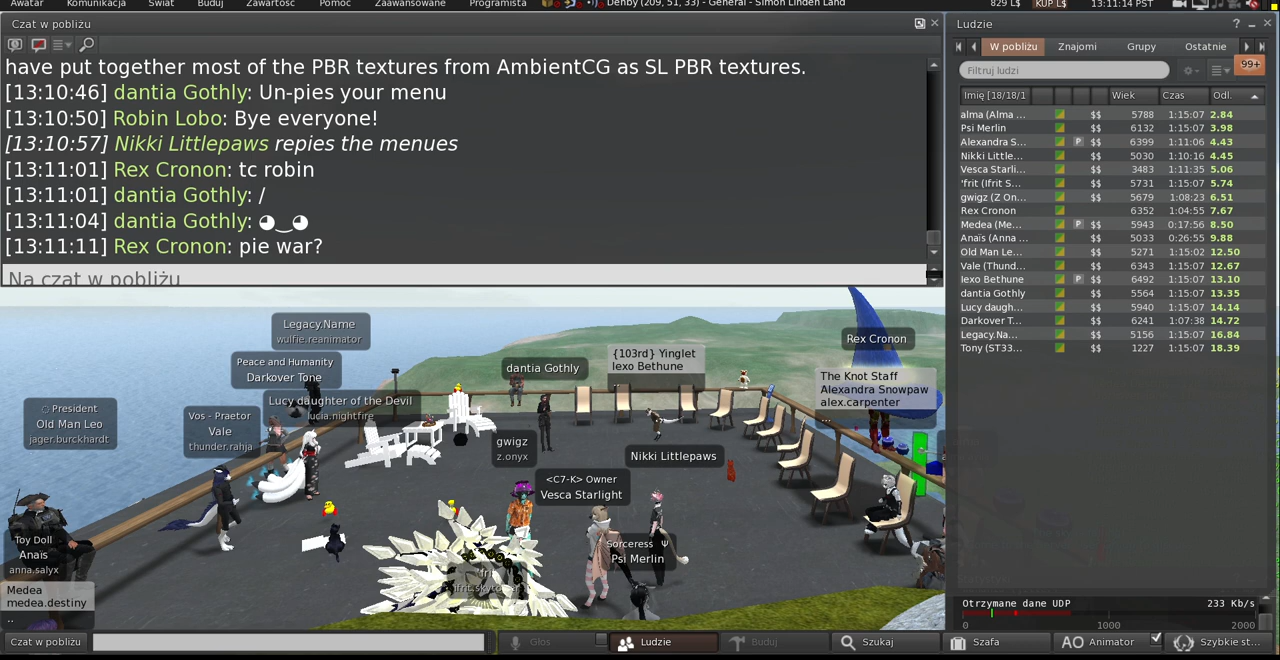 Awatar Komunikacja Świat Buduj Zawartość Pomoc Zaawansowane Programista Denby (209, 51, 33) - General - Simon Linden Land 829 L$ KUP L$ 13:11:14 PST
Czat w pobliżu
have put together most of the PBR textures from AmbientCG as SL PBR textures.
[13:10:46] dantia Gothly: Un-pies your menu
[13:10:50] Robin Lobo: Bye everyone!
[13:10:57] Nikki Littlepaws repies the menues
[13:11:01] Rex Cronon: tc robin
[13:11:01] dantia Gothly: /
[13:11:04] dantia Gothly: ◕‿◕
[13:11:11] Rex Cronon: pie war?
Na czat w pobliżu
Legacy.Name
wulfie.reanimator
Peace and Humanity
Darkover Tone
Lucy daughter of the Devil
lucia.nightfire
President
Old Man Leo
jager.burckhardt
Vos - Praetor
Vale
thunder.rahja
dantia Gothly
{103rd} Yinglet
lexo Bethune
Rex Cronon
The Knot Staff
Alexandra Snowpaw
alex.carpenter
gwigz
z.onyx
Nikki Littlepaws
<C7-K> Owner
Vesca Starlight
Sorceress Ψ
Psi Merlin
Toy Doll
Anaïs
anna.salyx
Medea
medea.destiny
..
Ludzie
? _ ×
W pobliżu Znajomi Grupy Ostatnie
Filtruj ludzi
99+
Imię [18/18/1 Wiek Czas Odl.
alma (Alma ... $$ 5788 1:15:07 2.84
Psi Merlin $$ 6132 1:15:07 3.98
Alexandra S... P $$ 6399 1:11:06 4.43
Nikki Little... $$ 5030 1:10:16 4.45
Vesca Starli... $$ 3483 1:11:35 5.06
'frit (Ifrit S... $$ 5731 1:15:07 5.74
gwigz (Z On... $$ 5679 1:08:23 6.51
Rex Cronon 6352 1:04:55 7.67
Medea (Me... P $$ 5943 0:17:56 8.50
Anaïs (Anna ... $$ 5033 0:26:55 9.88
Old Man Le... $$ 5271 1:15:02 12.50
Vale (Thund... $$ 6343 1:15:07 12.67
lexo Bethune P $$ 6492 1:15:07 13.10
dantia Gothly $$ 5564 1:15:07 13.35
Lucy daugh... $$ 5940 1:15:07 14.14
Darkover T... $$ 6241 1:07:38 14.72
Legacy.Na... $$ 5156 1:15:07 16.84
Tony (ST33... $$ 1227 1:15:07 18.39
Otrzymane dane UDP 233 Kb/s
0 1000 2000
Czat w pobliżu Głos Ludzie Buduj Szukaj Szafa AO Animator Szybkie st...